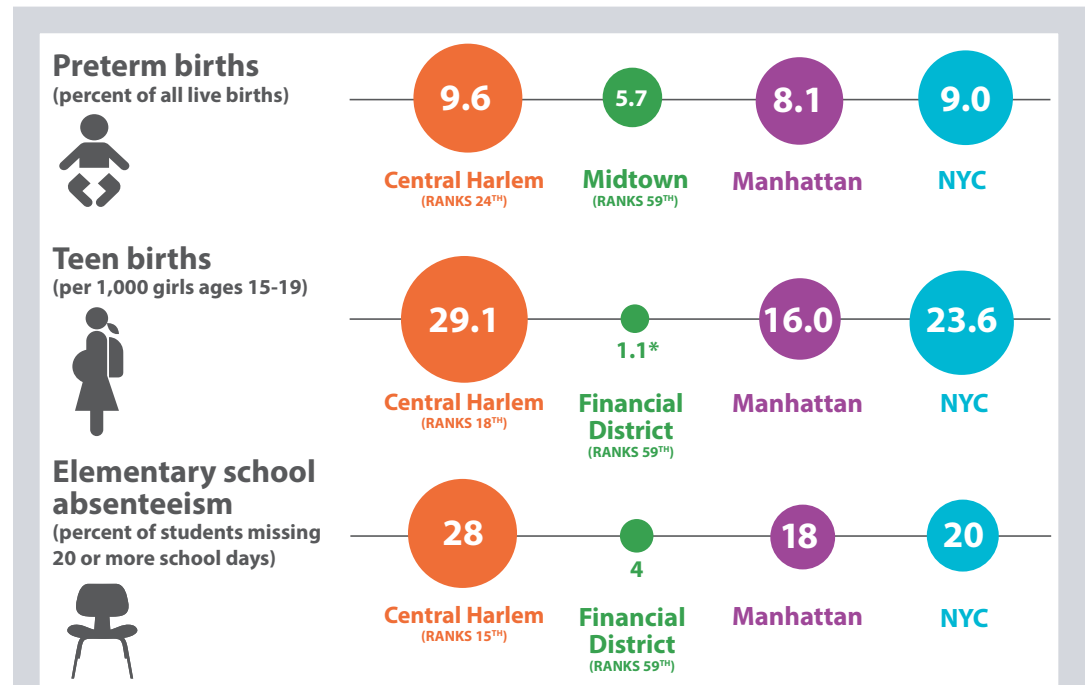 Preterm births
(percent of all live births)
9.6
5.7
8.1
9.0
Central Harlem
(RANKS 24TH)
Midtown
(RANKS 59TH)
Manhattan
NYC
Teen births
(per 1,000 girls ages 15-19)
29.1
1.1*
16.0
23.6
Central Harlem
(RANKS 18TH)
Financial
District
(RANKS 59TH)
Manhattan
NYC
Elementary school
absenteeism
(percent of students missing
20 or more school days)
28
4
18
20
Central Harlem
(RANKS 15TH)
Financial
District
(RANKS 59TH)
Manhattan
NYC